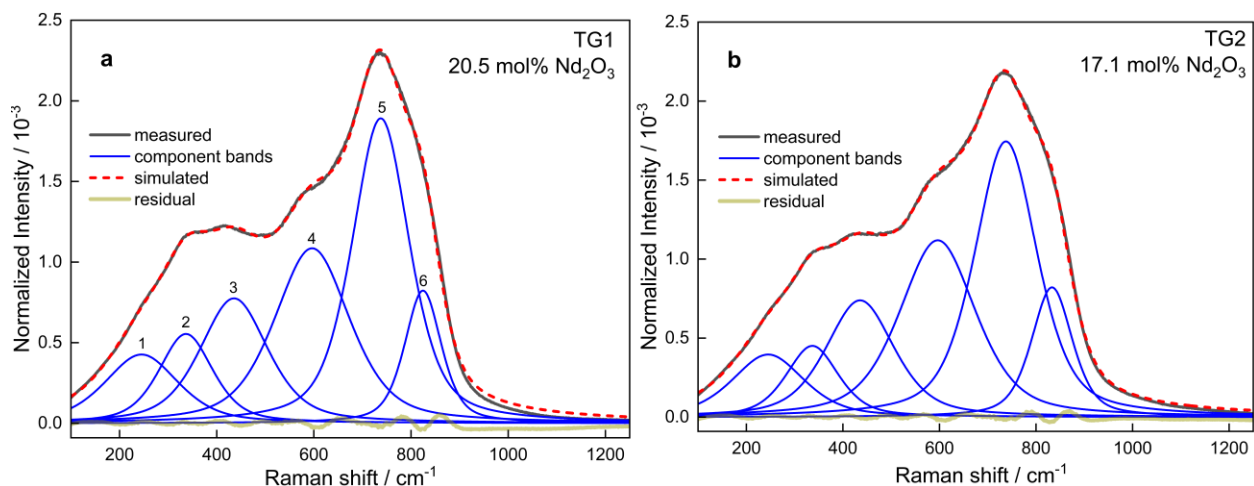 a
TG1
20.5 mol% Nd₂O₃
measured
component bands
simulated
residual
1
2
3
4
5
6
2.5
2.0
1.5
1.0
0.5
0.0
200 400 600 800 1000 1200
Normalized Intensity / 10⁻³
Raman shift / cm⁻¹
b
TG2
17.1 mol% Nd₂O₃
measured
component bands
simulated
residual
2.5
2.0
1.5
1.0
0.5
0.0
200 400 600 800 1000 1200
Normalized Intensity / 10⁻³
Raman shift / cm⁻¹